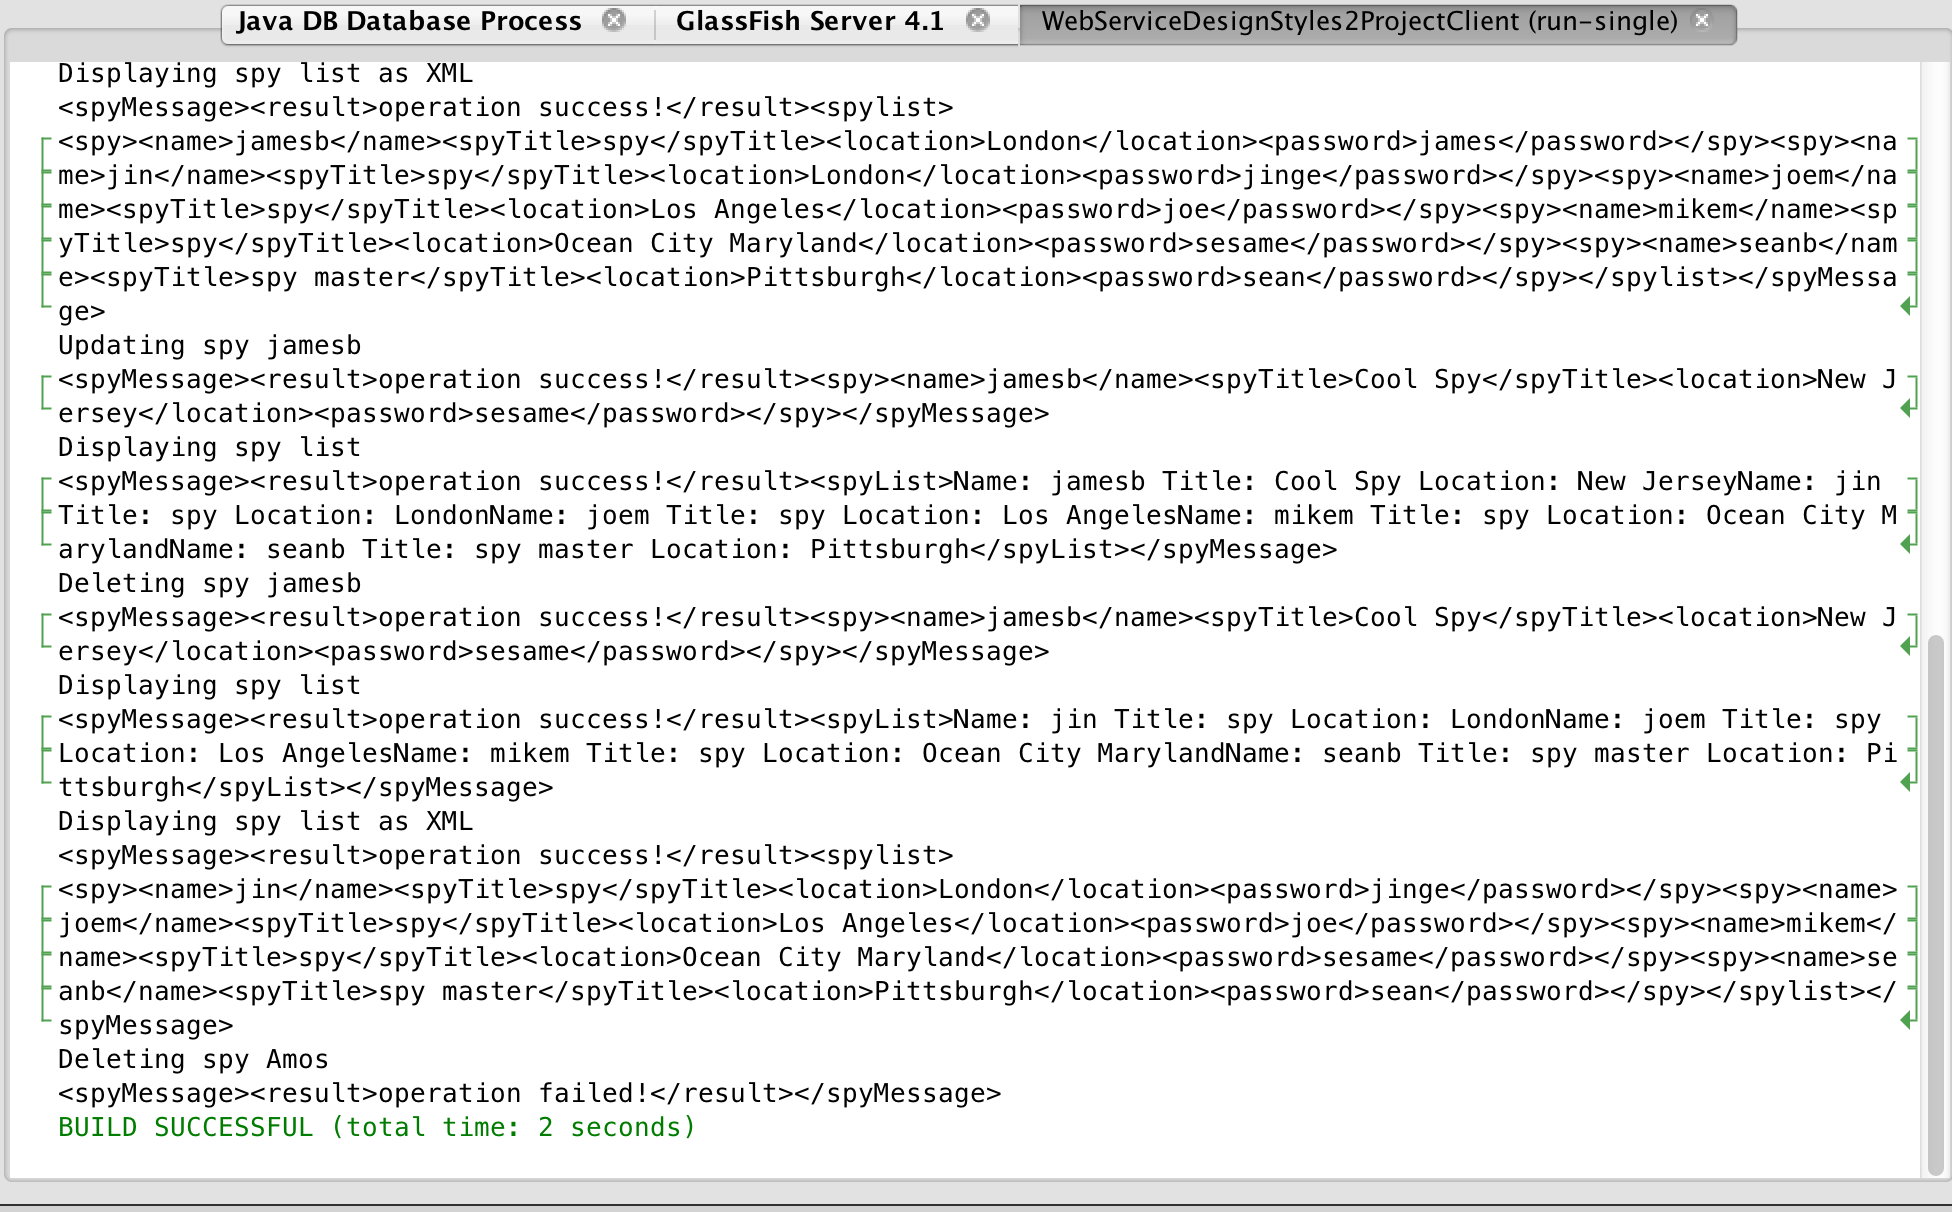 Java DB Database Process GlassFish Server 4.1 WebServiceDesignStyles2ProjectClient (run-single)
Displaying spy list as XML
<spyMessage><result>operation success!</result><spylist>
<spy><name>jamesb</name><spyTitle>spy</spyTitle><location>London</location><password>james</password></spy><spy><na
me>jin</name><spyTitle>spy</spyTitle><location>London</location><password>jinge</password></spy><spy><name>joem</na
me><spyTitle>spy</spyTitle><location>Los Angeles</location><password>joe</password></spy><spy><name>mikem</name><sp
yTitle>spy</spyTitle><location>Ocean City Maryland</location><password>sesame</password></spy><spy><name>seanb</nam
e><spyTitle>spy master</spyTitle><location>Pittsburgh</location><password>sean</password></spy></spylist></spyMessa
ge>
Updating spy jamesb
<spyMessage><result>operation success!</result><spy><name>jamesb</name><spyTitle>Cool Spy</spyTitle><location>New J
ersey</location><password>sesame</password></spy></spyMessage>
Displaying spy list
<spyMessage><result>operation success!</result><spyList>Name: jamesb Title: Cool Spy Location: New JerseyName: jin
Title: spy Location: LondonName: joem Title: spy Location: Los AngelesName: mikem Title: spy Location: Ocean City M
arylandName: seanb Title: spy master Location: Pittsburgh</spyList></spyMessage>
Deleting spy jamesb
<spyMessage><result>operation success!</result><spy><name>jamesb</name><spyTitle>Cool Spy</spyTitle><location>New J
ersey</location><password>sesame</password></spy></spyMessage>
Displaying spy list
<spyMessage><result>operation success!</result><spyList>Name: jin Title: spy Location: LondonName: joem Title: spy
Location: Los AngelesName: mikem Title: spy Location: Ocean City MarylandName: seanb Title: spy master Location: Pi
ttsburgh</spyList></spyMessage>
Displaying spy list as XML
<spyMessage><result>operation success!</result><spylist>
<spy><name>jin</name><spyTitle>spy</spyTitle><location>London</location><password>jinge</password></spy><spy><name>
joem</name><spyTitle>spy</spyTitle><location>Los Angeles</location><password>joe</password></spy><spy><name>mikem</
name><spyTitle>spy</spyTitle><location>Ocean City Maryland</location><password>sesame</password></spy><spy><name>se
anb</name><spyTitle>spy master</spyTitle><location>Pittsburgh</location><password>sean</password></spy></spylist></
spyMessage>
Deleting spy Amos
<spyMessage><result>operation failed!</result></spyMessage>
BUILD SUCCESSFUL (total time: 2 seconds)